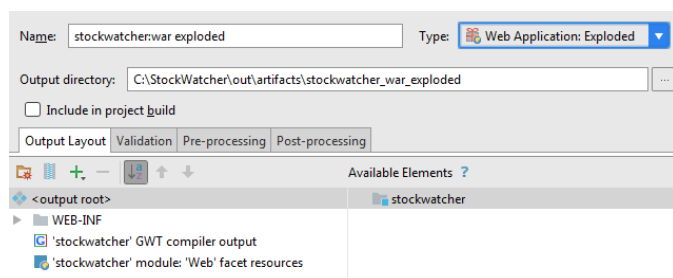 Name: stockwatcher:war exploded Type: Web Application: Exploded
Output directory: C:\StockWatcher\out\artifacts\stockwatcher_war_exploded ...
Include in project build
Output Layout Validation Pre-processing Post-processing
Available Elements ?
<output root> stockwatcher
WEB-INF
'stockwatcher' GWT compiler output
'stockwatcher' module: 'Web' facet resources